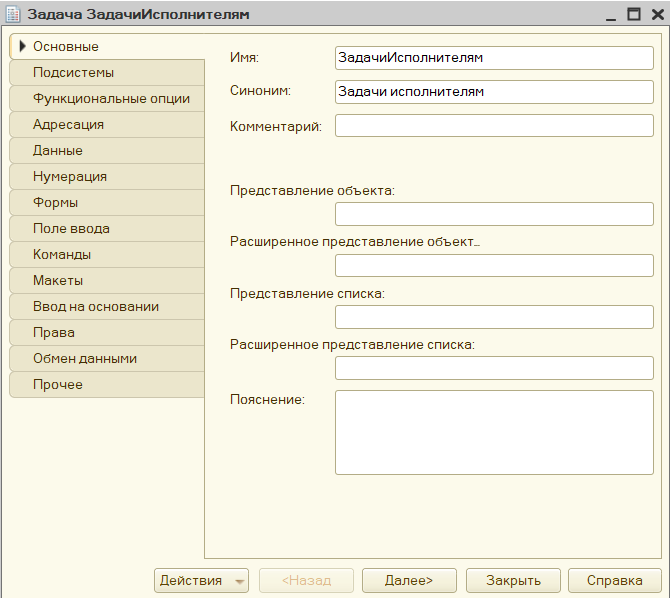 Задача ЗадачиИсполнителям
Основные
Подсистемы
Функциональные опции
Адресация
Данные
Нумерация
Формы
Поле ввода
Команды
Макеты
Ввод на основании
Права
Обмен данными
Прочее
Имя: ЗадачиИсполнителям
Синоним: Задачи исполнителям
Комментарий:
Представление объекта:
Расширенное представление объект...
Представление списка:
Расширенное представление списка:
Пояснение:
Действия <Назад Далее> Закрыть Справка